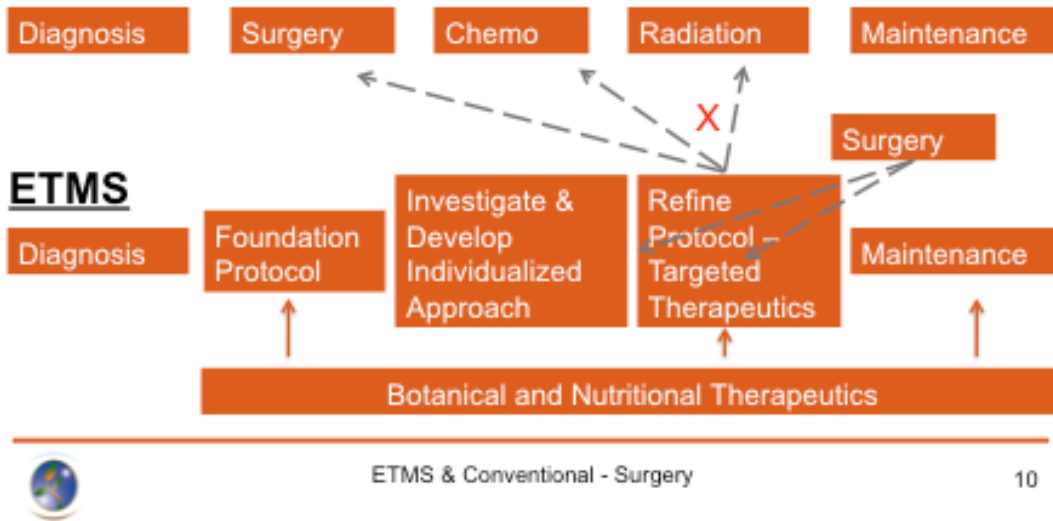 Diagnosis
Surgery
Chemo
Radiation
Maintenance
X
Surgery
ETMS
Diagnosis
Foundation
Protocol
Investigate &
Develop
Individualized
Approach
Refine
Protocol –
Targeted
Therapeutics
Maintenance
Botanical and Nutritional Therapeutics
ETMS & Conventional - Surgery
10